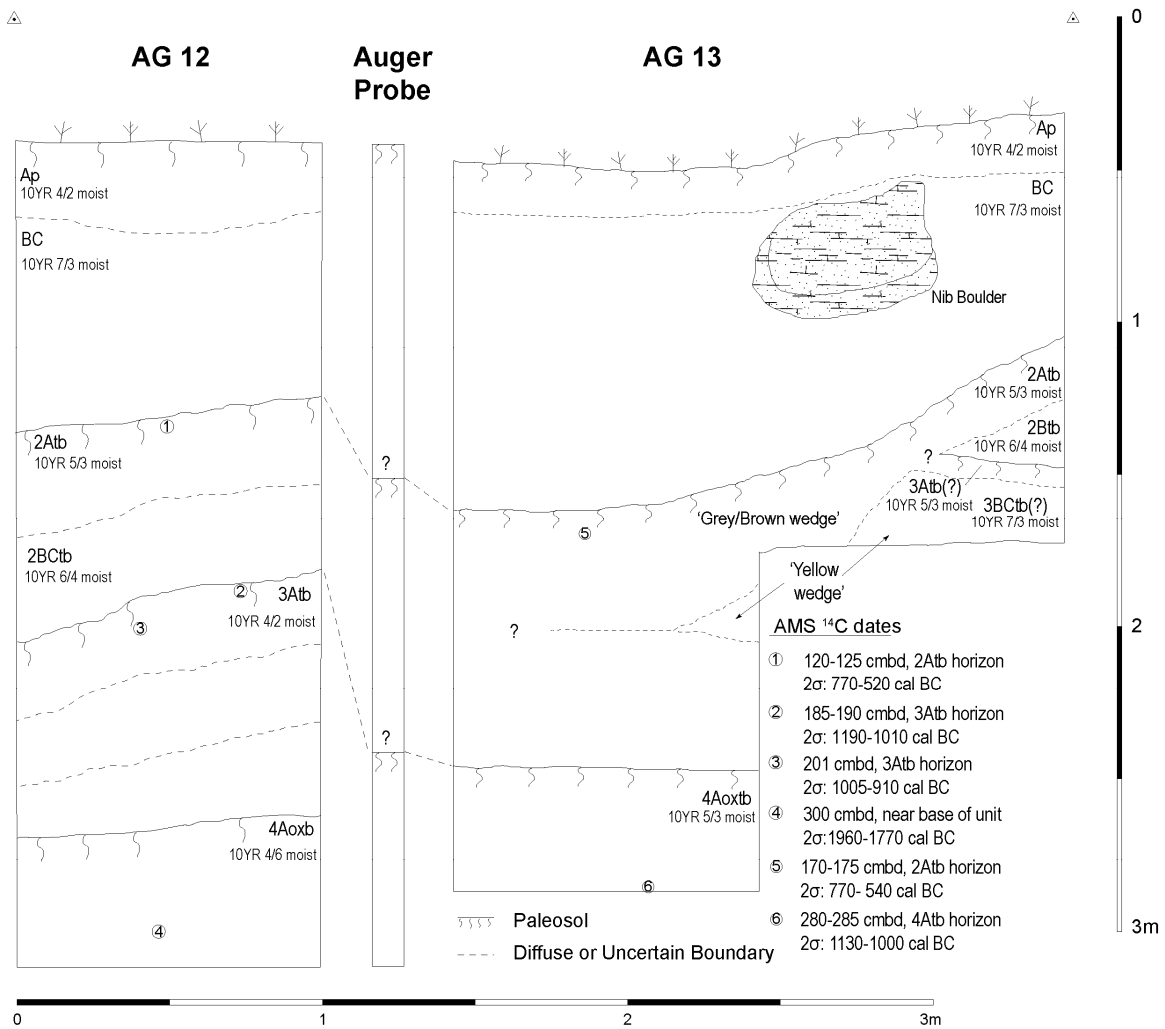 AG 12
Auger
Probe
AG 13
0
Ap
10YR 4/2 moist
BC
10YR 7/3 moist
2Atb
10YR 5/3 moist
2BCtb
10YR 6/4 moist
3Atb
10YR 4/2 moist
4Aoxb
10YR 4/6 moist
1
2
3
4
?
?
Ap
10YR 4/2 moist
BC
10YR 7/3 moist
Nib Boulder
1
2Atb
10YR 5/3 moist
2Btb
10YR 6/4 moist
?
3Atb(?)
10YR 5/3 moist
3BCtb(?)
10YR 7/3 moist
'Grey/Brown wedge'
5
'Yellow
wedge'
?
2
4Aoxtb
10YR 5/3 moist
6
AMS 14C dates
1 120-125 cmbd, 2Atb horizon
2σ: 770-520 cal BC
2 185-190 cmbd, 3Atb horizon
2σ: 1190-1010 cal BC
3 201 cmbd, 3Atb horizon
2σ: 1005-910 cal BC
4 300 cmbd, near base of unit
2σ:1960-1770 cal BC
5 170-175 cmbd, 2Atb horizon
2σ: 770- 540 cal BC
6 280-285 cmbd, 4Atb horizon
2σ: 1130-1000 cal BC
3m
Paleosol
Diffuse or Uncertain Boundary
0 1 2 3m